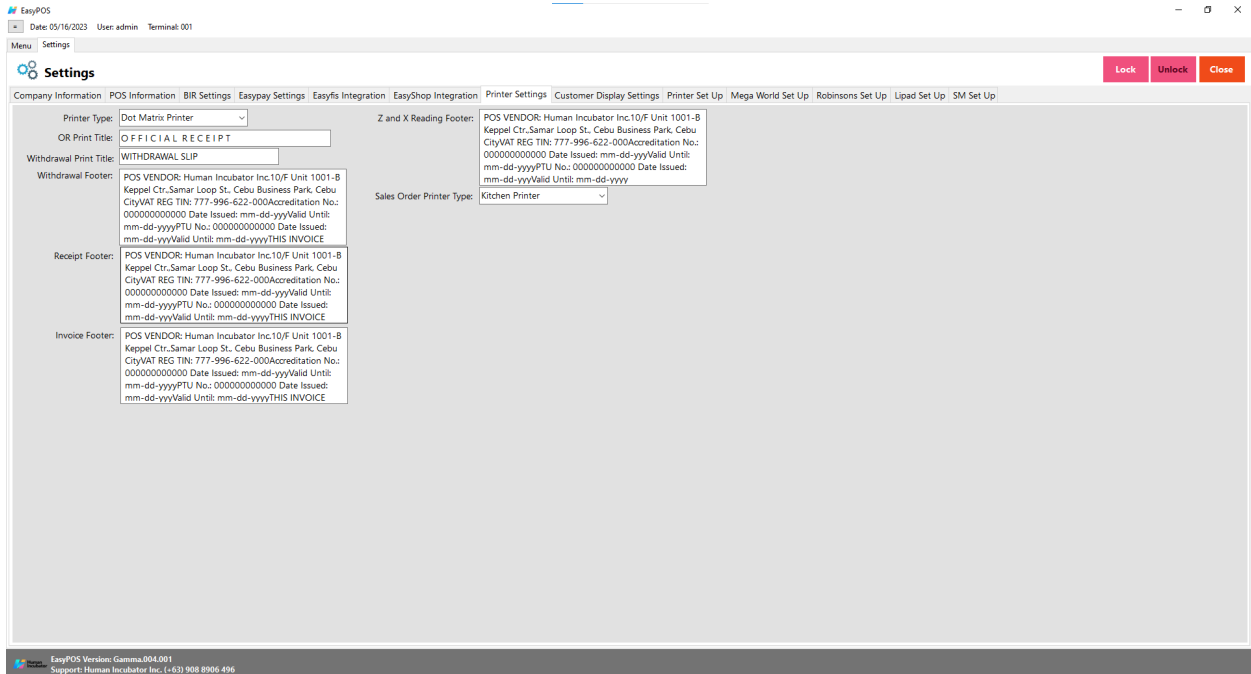 EasyPOS
Date: 05/16/2023 User: admin Terminal: 001
Menu Settings
Settings
Lock Unlock Close
Company Information POS Information BIR Settings Easypay Settings Easyfis Integration EasyShop Integration Printer Settings Customer Display Settings Printer Set Up Mega World Set Up Robinsons Set Up Lipad Set Up SM Set Up
Printer Type: Dot Matrix Printer
OR Print Title: O F F I C I A L R E C E I P T
Withdrawal Print Title: WITHDRAWAL SLIP
Withdrawal Footer: POS VENDOR: Human Incubator Inc.10/F Unit 1001-B
Keppel Ctr.,Samar Loop St., Cebu Business Park, Cebu
CityVAT REG TIN: 777-996-622-000Accreditation No.:
000000000000 Date Issued: mm-dd-yyyValid Until:
mm-dd-yyyyPTU No.: 000000000000 Date Issued:
mm-dd-yyyValid Until: mm-dd-yyyyTHIS INVOICE
Receipt Footer: POS VENDOR: Human Incubator Inc.10/F Unit 1001-B
Keppel Ctr.,Samar Loop St., Cebu Business Park, Cebu
CityVAT REG TIN: 777-996-622-000Accreditation No.:
000000000000 Date Issued: mm-dd-yyyValid Until:
mm-dd-yyyyPTU No.: 000000000000 Date Issued:
mm-dd-yyyValid Until: mm-dd-yyyyTHIS INVOICE
Invoice Footer: POS VENDOR: Human Incubator Inc.10/F Unit 1001-B
Keppel Ctr.,Samar Loop St., Cebu Business Park, Cebu
CityVAT REG TIN: 777-996-622-000Accreditation No.:
000000000000 Date Issued: mm-dd-yyyValid Until:
mm-dd-yyyyPTU No.: 000000000000 Date Issued:
mm-dd-yyyValid Until: mm-dd-yyyyTHIS INVOICE
Z and X Reading Footer: POS VENDOR: Human Incubator Inc.10/F Unit 1001-B
Keppel Ctr.,Samar Loop St., Cebu Business Park, Cebu
CityVAT REG TIN: 777-996-622-000Accreditation No.:
000000000000 Date Issued: mm-dd-yyyValid Until:
mm-dd-yyyyPTU No.: 000000000000 Date Issued:
mm-dd-yyyValid Until: mm-dd-yyyy
Sales Order Printer Type: Kitchen Printer
Human
Incubator
EasyPOS Version: Gamma.004.001
Support: Human Incubator Inc. (+63) 908 8906 496